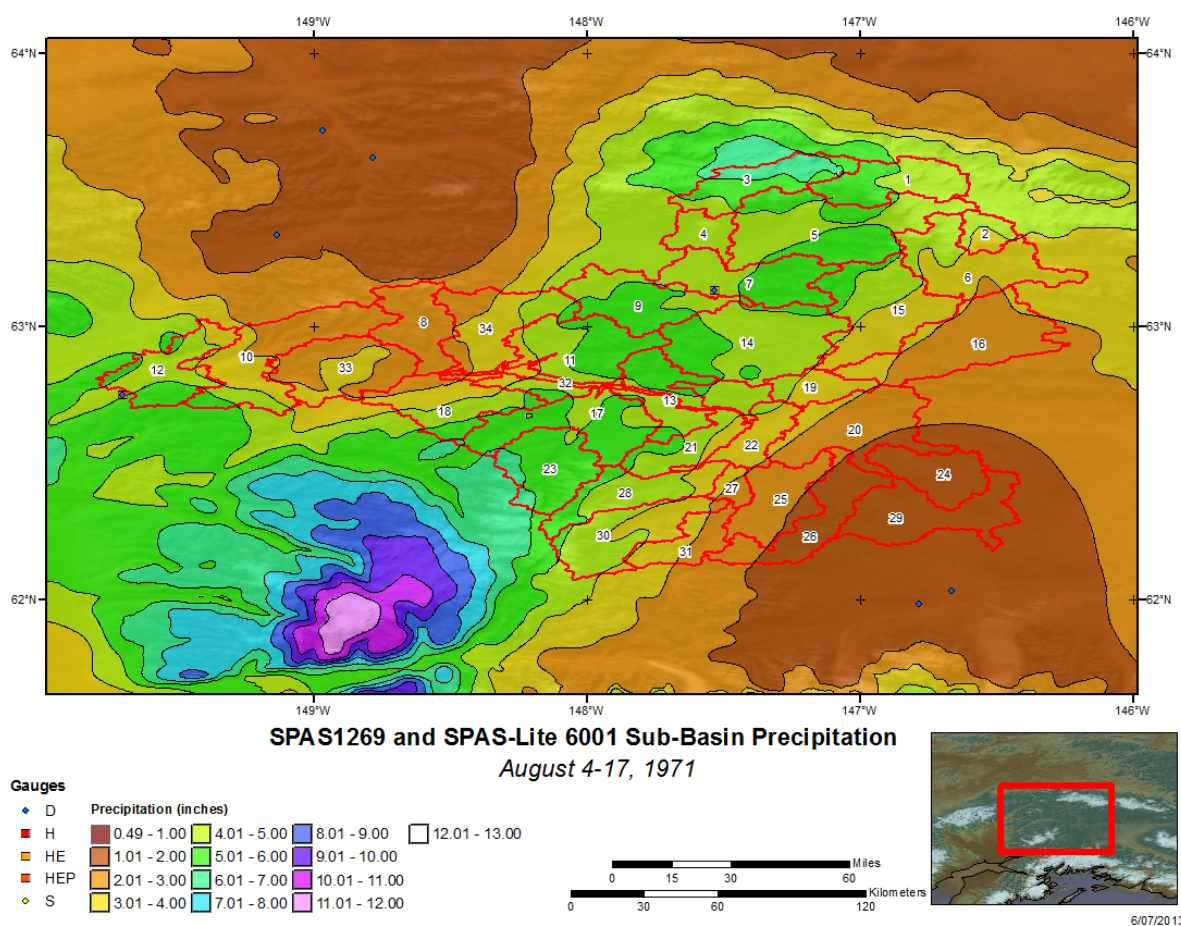 149°W 148°W 147°W 146°W
64°N 64°N
3 1
4 5 2
7 6
9 15
63°N 63°N
8 34 14 16
10 11
12 33 32 19
18 17 13 20
21 22
23 24
28 27 25
29
30 26
31
62°N 62°N
149°W 148°W 147°W 146°W
SPAS1269 and SPAS-Lite 6001 Sub-Basin Precipitation
August 4-17, 1971
Gauges
D
H
HE
HEP
S
Precipitation (inches)
0.49 - 1.00
1.01 - 2.00
2.01 - 3.00
3.01 - 4.00
4.01 - 5.00
5.01 - 6.00
6.01 - 7.00
7.01 - 8.00
8.01 - 9.00
9.01 - 10.00
10.01 - 11.00
11.01 - 12.00
12.01 - 13.00
Miles
0 15 30 60
Kilometers
0 30 60 120
6/07/2013